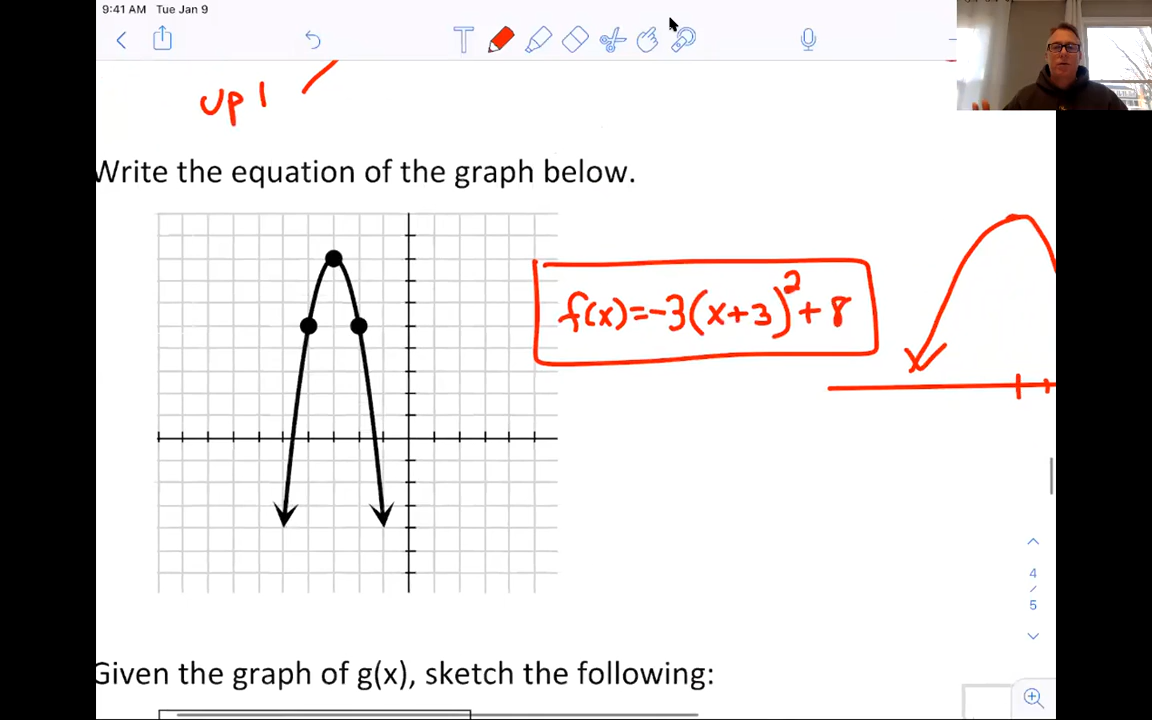 9:41 AM Tue Jan 9
T
up 1
Write the equation of the graph below.
f(x)=-3(x+3)²+8
4
/
5
Given the graph of g(x), sketch the following: